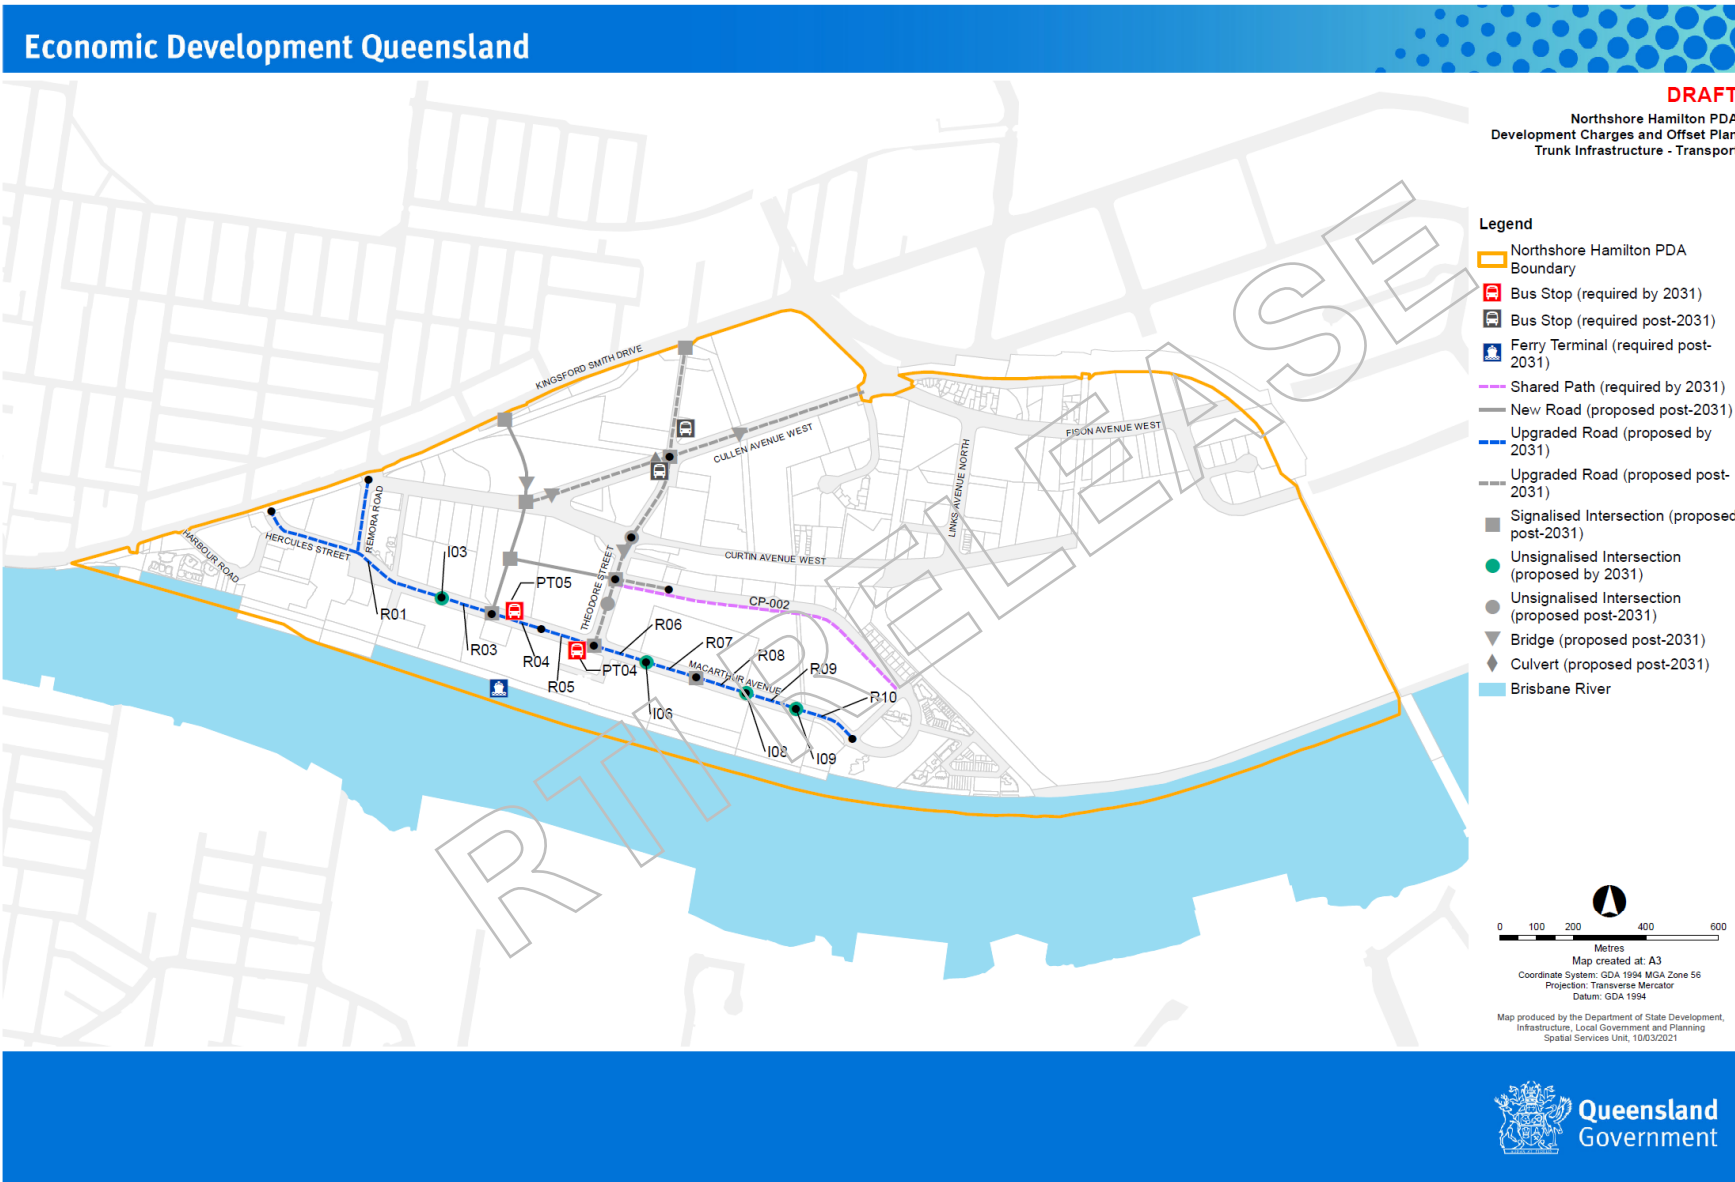 Economic Development Queensland
DRAFT
Northshore Hamilton PDA
Development Charges and Offset Plan
Trunk Infrastructure - Transport
Legend
Northshore Hamilton PDA
Boundary
Bus Stop (required by 2031)
Bus Stop (required post-2031)
Ferry Terminal (required post-
2031)
Shared Path (required by 2031)
New Road (proposed post-2031)
Upgraded Road (proposed by
2031)
Upgraded Road (proposed post-
2031)
Signalised Intersection (proposed
post-2031)
Unsignalised Intersection
(proposed by 2031)
Unsignalised Intersection
(proposed post-2031)
Bridge (proposed post-2031)
Culvert (proposed post-2031)
Brisbane River
KINGSFORD SMITH DRIVE
CULLEN AVENUE WEST
FISON AVENUE WEST
LINKS AVENUE NORTH
REMORA ROAD
HERCULES STREET
HARBOUR ROAD
CURTIN AVENUE WEST
THEODORE STREET
MACARTHUR AVENUE
I03
PT05
CP-002
R01
R03
R04
R05
PT04
R06
R07
R08
R09
R10
I06
I08
I09
RTI RELEASE
0 100 200 400 600
Metres
Map created at: A3
Coordinate System: GDA 1994 MGA Zone 56
Projection: Transverse Mercator
Datum: GDA 1994
Map produced by the Department of State Development,
Infrastructure, Local Government and Planning
Spatial Services Unit, 10/03/2021
Queensland
Government